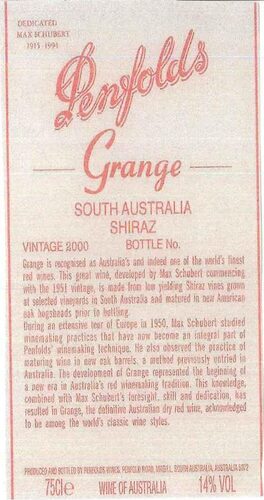 DEDICATED
MAX SCHUBERT
1915-1994
Penfolds
Grange
SOUTH AUSTRALIA
SHIRAZ
VINTAGE 2000 BOTTLE No.
Grange is recognised as Australia's and indeed one of the world's finest
red wines. This great wine, developed by Max Schubert commencing
with the 1951 vintage, is made from low yielding Shiraz vines grown
at selected vineyards in South Australia and matured in new American
oak hogsheads prior to bottling.
During an extensive tour of Europe in 1950, Max Schubert studied
winemaking practices that have now become an integral part of
Penfolds' winemaking technique. He also observed the practice of
maturing wine in new oak barrels, a method previously untried in
Australia. The development of Grange represented the beginning of
a new era in Australia's red winemaking tradition. This knowledge,
combined with Max Schubert's foresight, skill and dedication, has
resulted in Grange, the definitive Australian dry red wine, acknowledged
to be among the world's classic wine styles.
PRODUCED AND BOTTLED BY PENFOLDS WINES, PENFOLD ROAD, MAGILL, SOUTH AUSTRALIA, AUSTRALIA 5072
75Cl e WINE OF AUSTRALIA 14% VOL